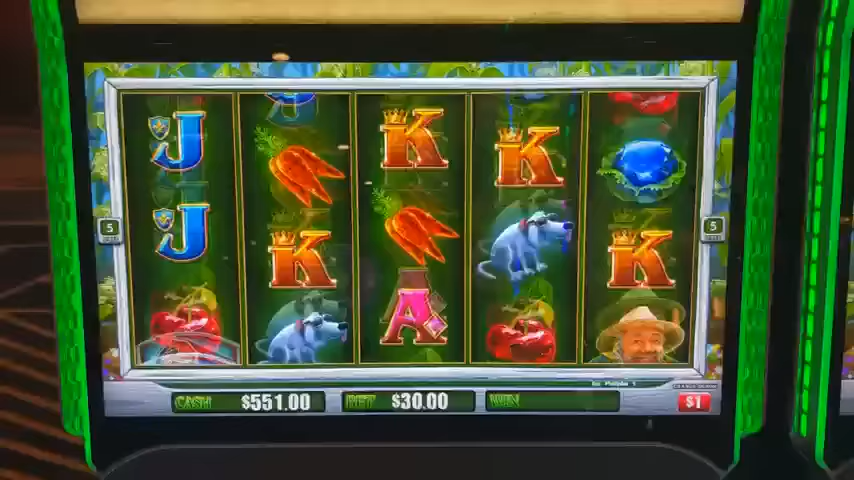 J K K
J K K
A
5 5
CASH $551.00 BET $30.00 WIN $1